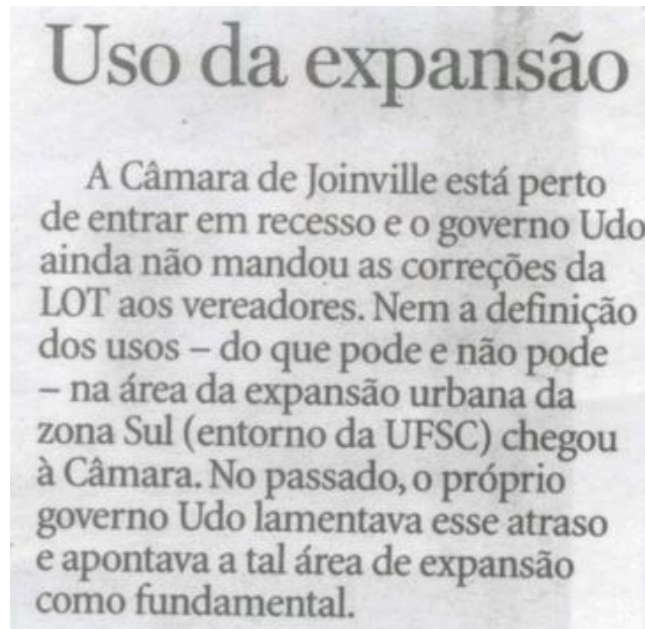 Uso da expansão
A Câmara de Joinville está perto
de entrar em recesso e o governo Udo
ainda não mandou as correções da
LOT aos vereadores. Nem a definição
dos usos – do que pode e não pode
– na área da expansão urbana da
zona Sul (entorno da UFSC) chegou
à Câmara. No passado, o próprio
governo Udo lamentava esse atraso
e apontava a tal área de expansão
como fundamental.